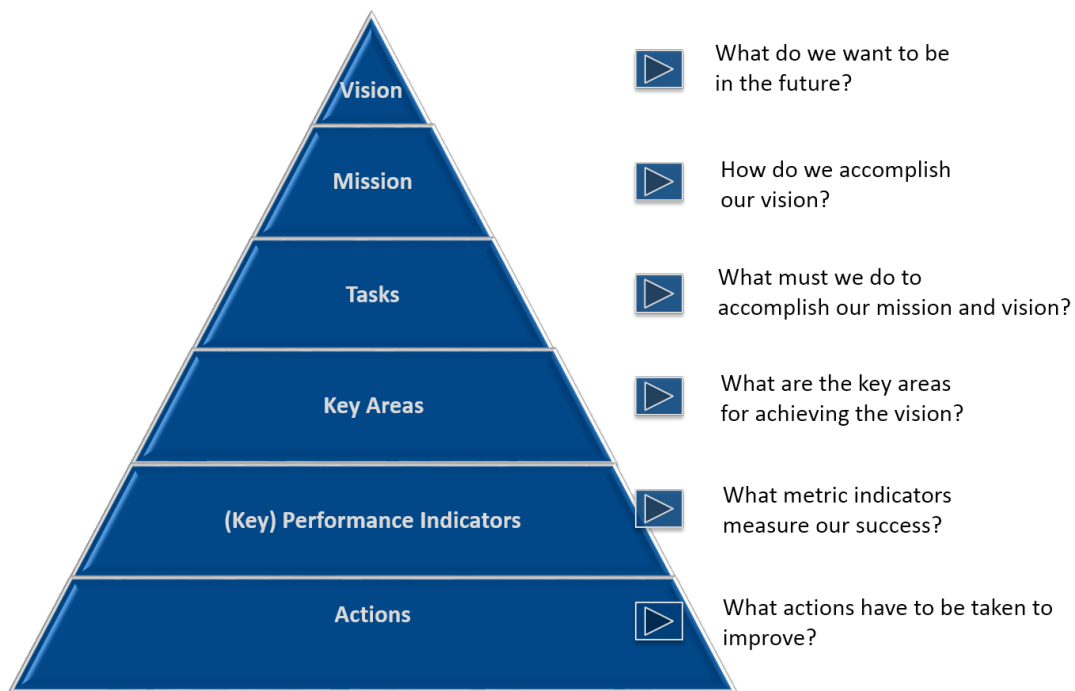 Vision
What do we want to be
in the future?
Mission
How do we accomplish
our vision?
Tasks
What must we do to
accomplish our mission and vision?
Key Areas
What are the key areas
for achieving the vision?
(Key) Performance Indicators
What metric indicators
measure our success?
Actions
What actions have to be taken to
improve?